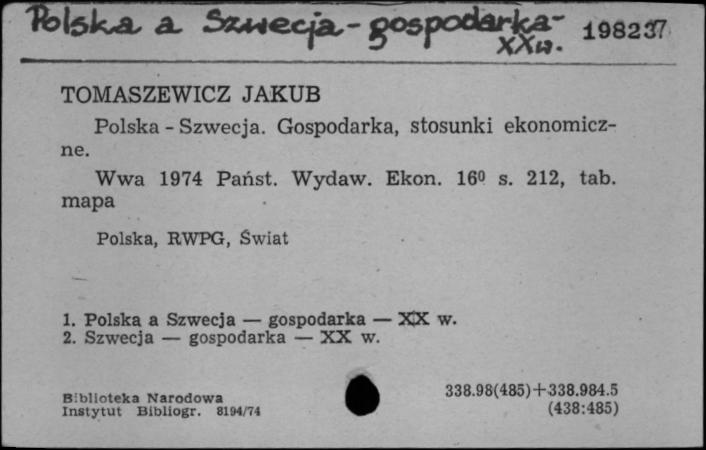 Polska a Szwecja - gospodarka -
XX w.
198237
TOMASZEWICZ JAKUB
Polska - Szwecja. Gospodarka, stosunki ekonomicz-
ne.
Wwa 1974 Państ. Wydaw. Ekon. 16⁰ s. 212, tab.
mapa
Polska, RWPG, Świat
1. Polska a Szwecja — gospodarka — XX w.
2. Szwecja — gospodarka — XX w.
Biblioteka Narodowa
Instytut Bibliogr. 8194/74
338.98(485)+338.984.5
(438:485)